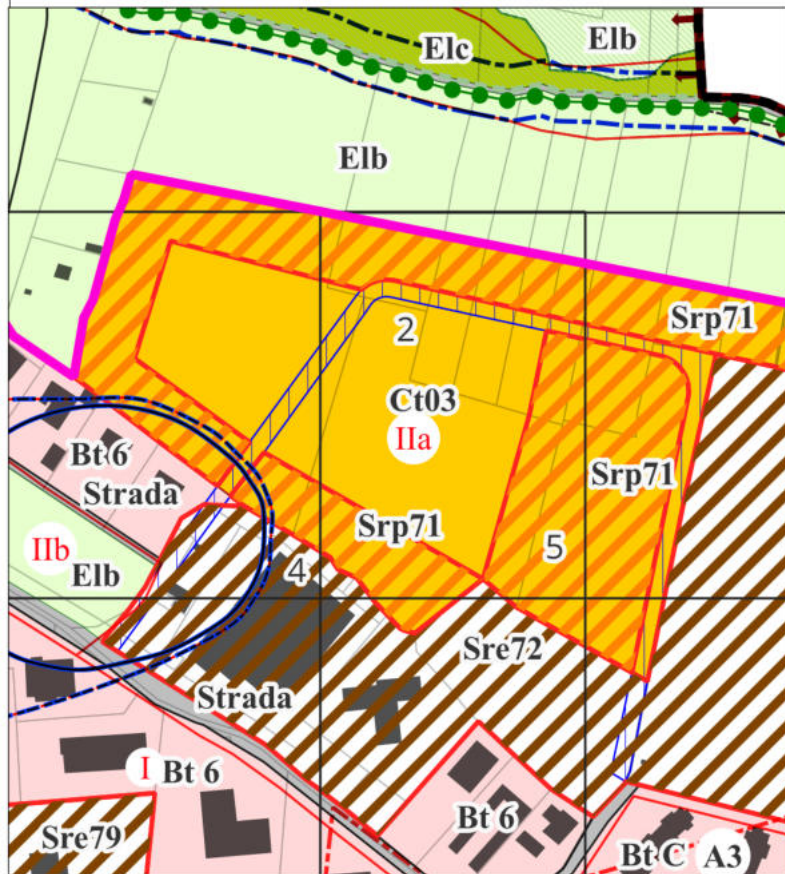 Elc
Elb
Elb
Srp71
2
Ct03
IIa
Bt 6
Strada
Srp71
Srp71
IIb
Elb
4
5
Sre72
Strada
I Bt 6
Bt 6
Sre79
Bt C A3